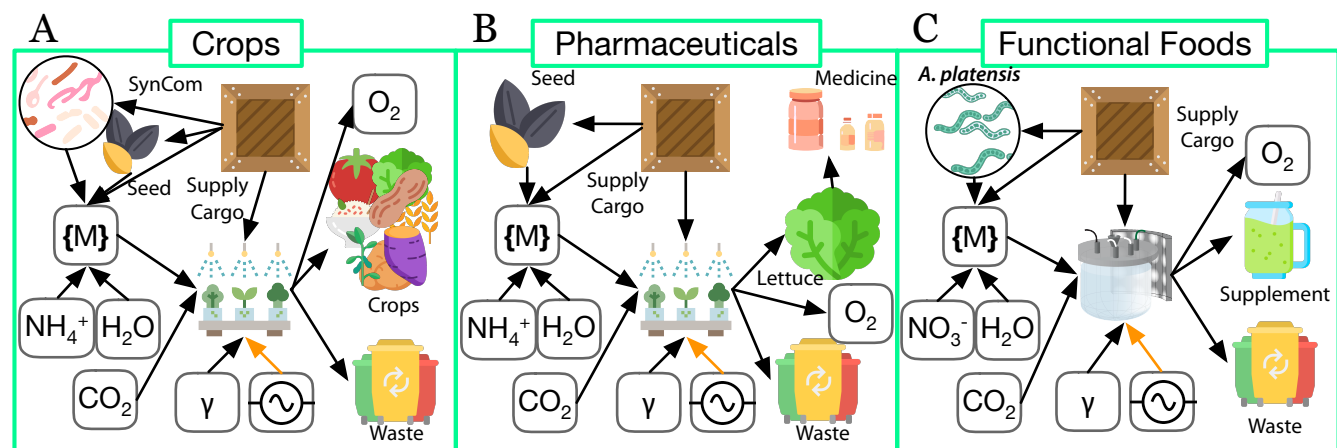 A
Crops
SynCom
Seed
Supply
Cargo
O₂
{M}
Crops
NH₄⁺
H₂O
CO₂
γ
Waste
B
Pharmaceuticals
Seed
Medicine
Supply
Cargo
{M}
Lettuce
NH₄⁺
H₂O
O₂
CO₂
γ
Waste
C
Functional Foods
A. platensis
Supply
Cargo
O₂
{M}
Supplement
NO₃⁻
H₂O
CO₂
γ
Waste